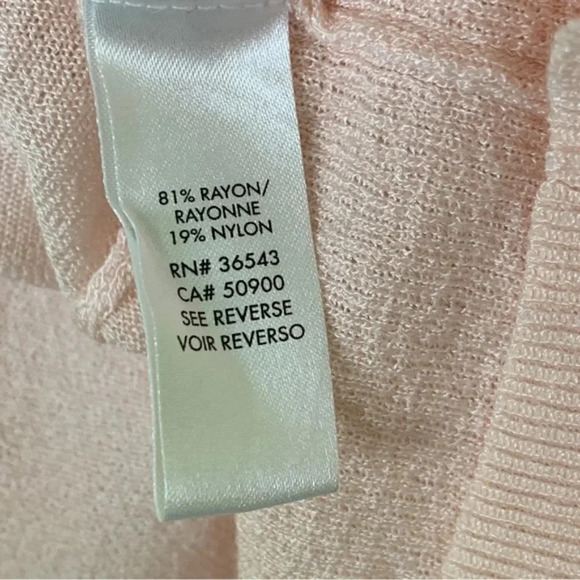 81% RAYON/
RAYONNE
19% NYLON
RN# 36543
CA# 50900
SEE REVERSE
VOIR REVERSO